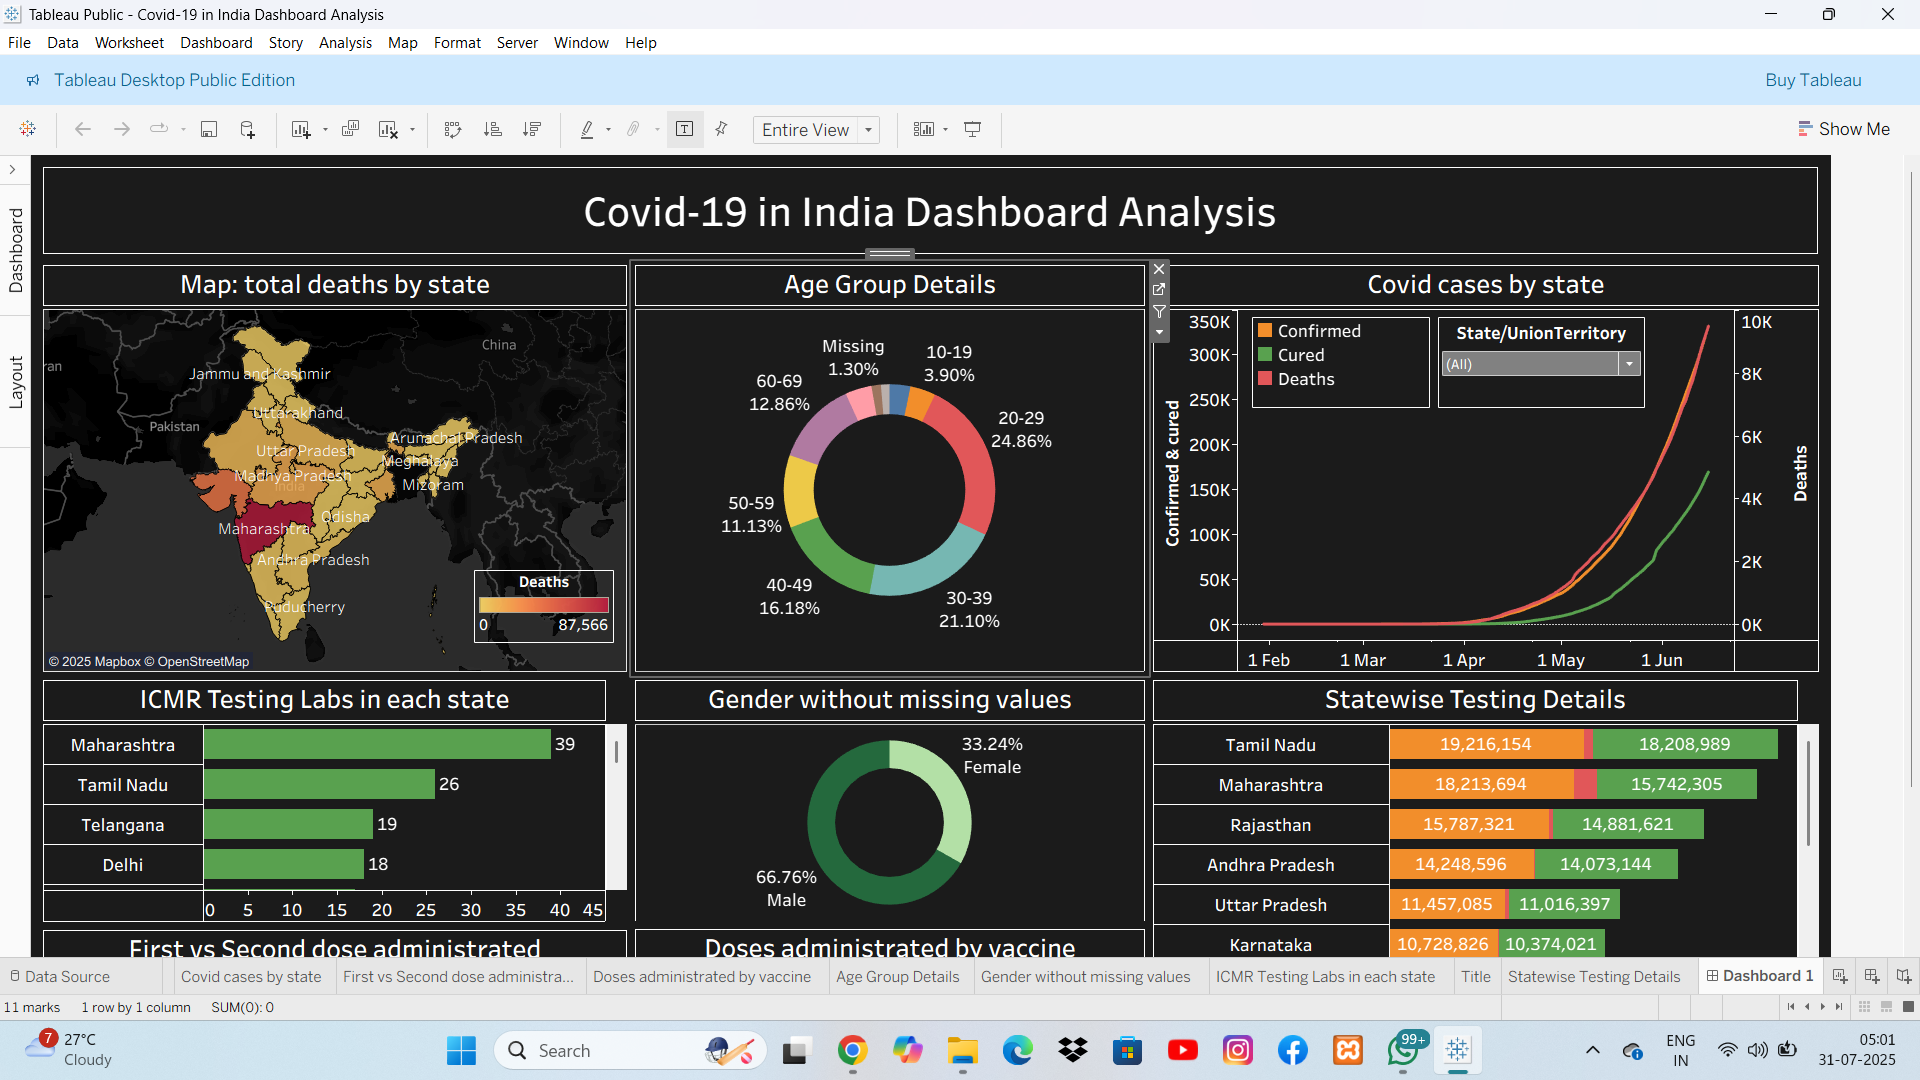 Tableau Public - Covid-19 in India Dashboard Analysis
File Data Worksheet Dashboard Story Analysis Map Format Server Window Help
Tableau Desktop Public Edition
Buy Tableau
Entire View
Show Me
Dashboard
Layout
Covid-19 in India Dashboard Analysis
Map: total deaths by state
China
Jammu and Kashmir
Uttarakhand
Pakistan
Arunachal Pradesh
Uttar Pradesh
Meghalaya
Madhya Pradesh
India
Mizoram
Odisha
Maharashtra
Andhra Pradesh
Puducherry
Deaths
0 87,566
© 2025 Mapbox © OpenStreetMap
Age Group Details
Missing
1.30%
10-19
3.90%
60-69
12.86%
20-29
24.86%
50-59
11.13%
40-49
16.18%
30-39
21.10%
Covid cases by state
Confirmed
Cured
Deaths
State/UnionTerritory
(All)
Confirmed & cured
350K
300K
250K
200K
150K
100K
50K
0K
10K
8K
6K
4K
2K
0K
Deaths
1 Feb 1 Mar 1 Apr 1 May 1 Jun
ICMR Testing Labs in each state
Maharashtra 39
Tamil Nadu 26
Telangana 19
Delhi 18
0 5 10 15 20 25 30 35 40 45
Gender without missing values
33.24%
Female
66.76%
Male
Statewise Testing Details
Tamil Nadu 19,216,154 18,208,989
Maharashtra 18,213,694 15,742,305
Rajasthan 15,787,321 14,881,621
Andhra Pradesh 14,248,596 14,073,144
Uttar Pradesh 11,457,085 11,016,397
Karnataka 10,728,826 10,374,021
First vs Second dose administrated
Doses administrated by vaccine
Data Source
Covid cases by state
First vs Second dose administra...
Doses administrated by vaccine
Age Group Details
Gender without missing values
ICMR Testing Labs in each state
Title
Statewise Testing Details
Dashboard 1
11 marks 1 row by 1 column SUM(0): 0
7
27°C
Cloudy
Search
99+
ENG
IN
05:01
31-07-2025